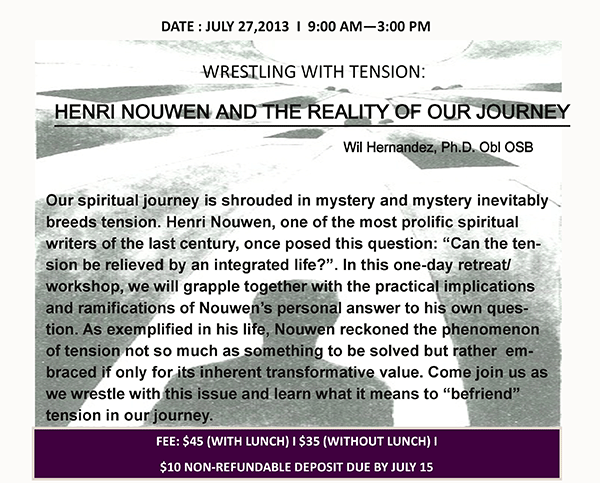 DATE : JULY 27,2013 I 9:00 AM—3:00 PM
WRESTLING WITH TENSION:
HENRI NOUWEN AND THE REALITY OF OUR JOURNEY
Wil Hernandez, Ph.D. Obl OSB
Our spiritual journey is shrouded in mystery and mystery inevitably
breeds tension. Henri Nouwen, one of the most prolific spiritual
writers of the last century, once posed this question: “Can the ten-
sion be relieved by an integrated life?”. In this one-day retreat/
workshop, we will grapple together with the practical implications
and ramifications of Nouwen’s personal answer to his own ques-
tion. As exemplified in his life, Nouwen reckoned the phenomenon
of tension not so much as something to be solved but rather em-
braced if only for its inherent transformative value. Come join us as
we wrestle with this issue and learn what it means to “befriend”
tension in our journey.
FEE: $45 (WITH LUNCH) I $35 (WITHOUT LUNCH) I
$10 NON-REFUNDABLE DEPOSIT DUE BY JULY 15